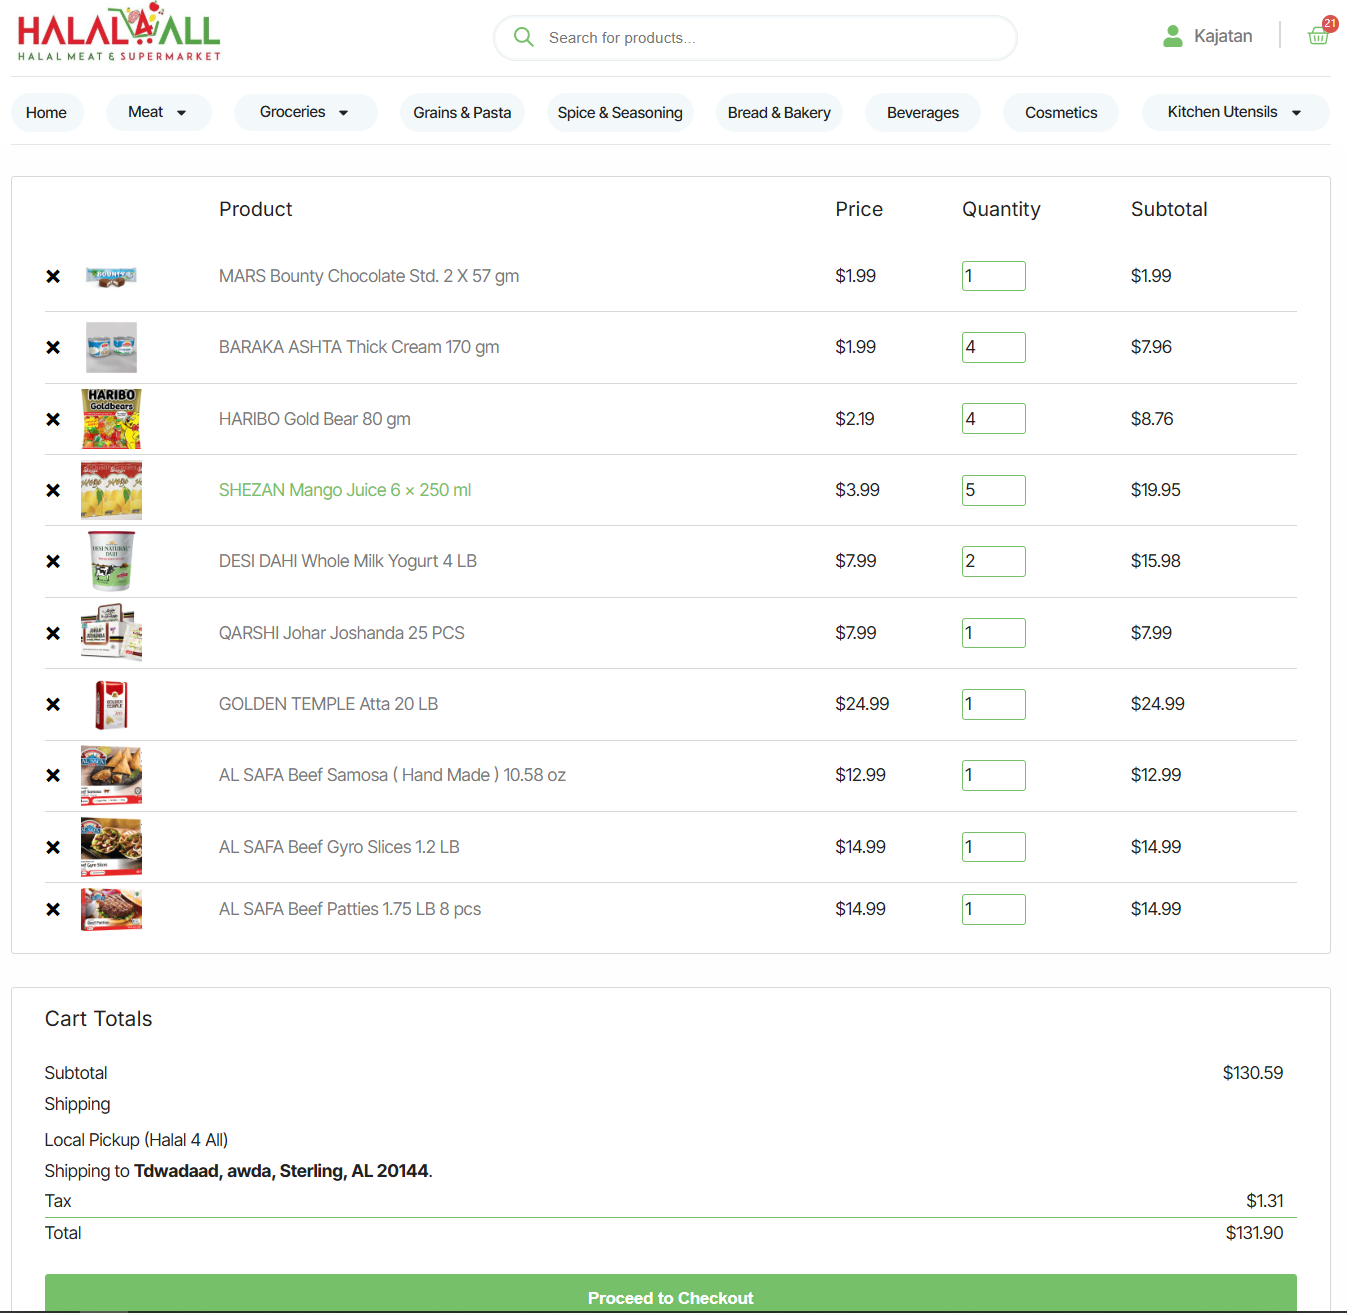 HALAL4ALL
HALAL MEAT & SUPERMARKET
Search for products...
Kajatan
21
Home
Meat
Groceries
Grains & Pasta
Spice & Seasoning
Bread & Bakery
Beverages
Cosmetics
Kitchen Utensils
Product Price Quantity Subtotal
MARS Bounty Chocolate Std. 2 X 57 gm $1.99 1 $1.99
BARAKA ASHTA Thick Cream 170 gm $1.99 4 $7.96
HARIBO Gold Bear 80 gm $2.19 4 $8.76
SHEZAN Mango Juice 6 × 250 ml $3.99 5 $19.95
DESI DAHI Whole Milk Yogurt 4 LB $7.99 2 $15.98
QARSHI Johar Joshanda 25 PCS $7.99 1 $7.99
GOLDEN TEMPLE Atta 20 LB $24.99 1 $24.99
AL SAFA Beef Samosa ( Hand Made ) 10.58 oz $12.99 1 $12.99
AL SAFA Beef Gyro Slices 1.2 LB $14.99 1 $14.99
AL SAFA Beef Patties 1.75 LB 8 pcs $14.99 1 $14.99
Cart Totals
Subtotal $130.59
Shipping
Local Pickup (Halal 4 All)
Shipping to Tdwadaad, awda, Sterling, AL 20144.
Tax $1.31
Total $131.90
Proceed to Checkout
BOUNTY
HARIBO
Goldbears
DESI NATURAL
DAHI
GOLDEN
TEMPLE